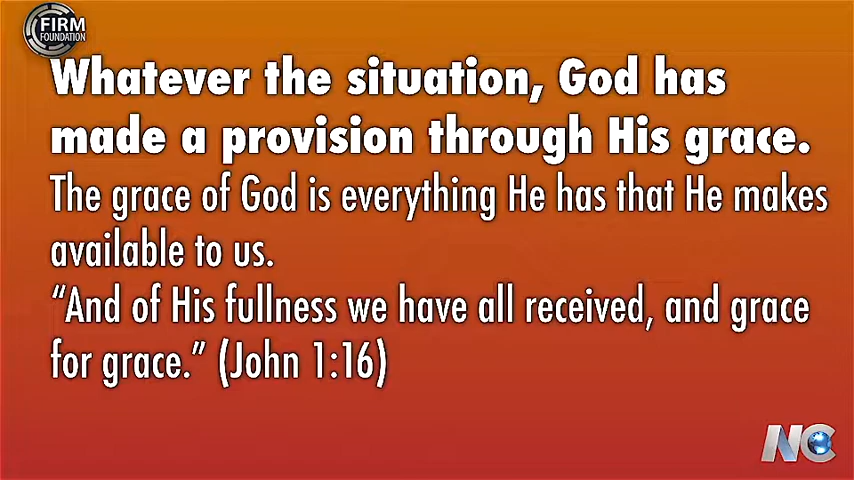 FIRM
FOUNDATION
Whatever the situation, God has
made a provision through His grace.
The grace of God is everything He has that He makes
available to us.
“And of His fullness we have all received, and grace
for grace.” (John 1:16)
NC